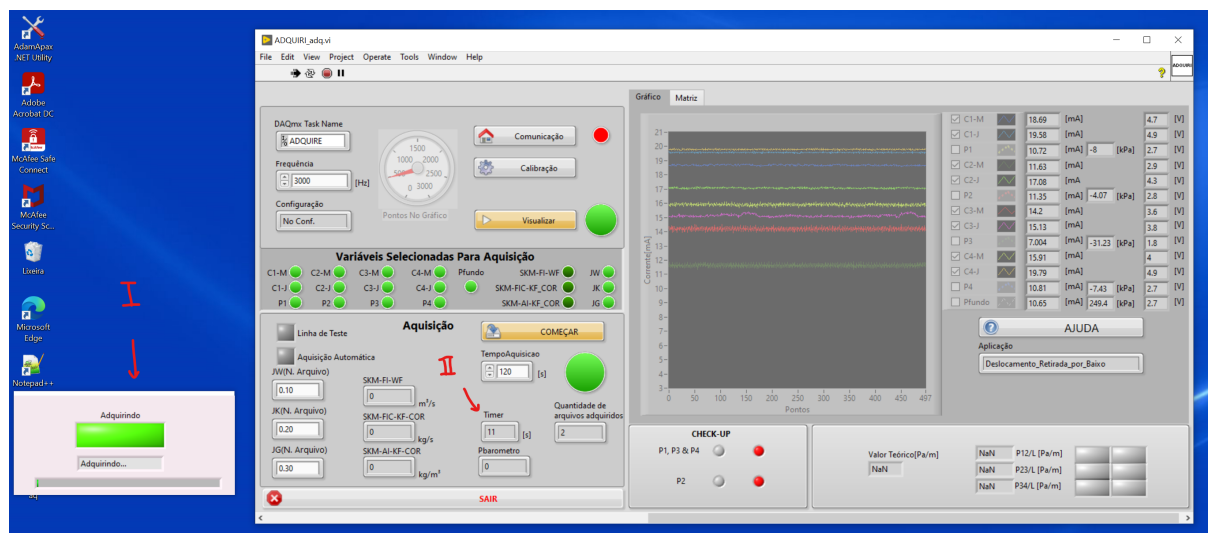 AdamApax
.NET Utility
Adobe
Acrobat DC
McAfee Safe
Connect
McAfee
Security Sc...
Lixeira
Microsoft
Edge
Notepad++
aq
I
Adquirindo
Adquirindo...
ADQUIRI_adq.vi
File Edit View Project Operate Tools Window Help
ADQUIRI
DAQmx Task Name
ADQUIRE
Frequência
3000 [Hz]
Configuração
No Conf.
1500
1000 2000
500 2500
0 3000
Pontos No Gráfico
Comunicação
Calibração
Visualizar
Variáveis Selecionadas Para Aquisição
C1-M C2-M C3-M C4-M Pfundo SKM-FI-WF JW
C1-J C2-J C3-J C4-J SKM-FIC-KF_COR JK
P1 P2 P3 P4 SKM-AI-KF_COR JG
Linha de Teste
Aquisição
COMEÇAR
Aquisição Automática
II
TempoAquisicao
120 [s]
JW(N. Arquivo)
0.10
SKM-FI-WF
0 m³/s
JK(N. Arquivo)
0.20
SKM-FIC-KF-COR
0 kg/s
Timer
11 [s]
Quantidade de
arquivos adquiridos
2
JG(N. Arquivo)
0.30
SKM-AI-KF-COR
0 kg/m³
Pbarometro
0
SAIR
Gráfico Matriz
Corrente[mA]
21
20
19
18
17
16
15
14
13
12
11
10
9
8
7
6
5
4
3
0 50 100 150 200 250 300 350 400 450 497
Pontos
C1-M 18.69 [mA] 4.7 [V]
C1-J 19.58 [mA] 4.9 [V]
P1 10.72 [mA] -8 [kPa] 2.7 [V]
C2-M 11.63 [mA] 2.9 [V]
C2-J 17.08 [mA 4.3 [V]
P2 11.35 [mA] -4.07 [kPa] 2.8 [V]
C3-M 14.2 [mA] 3.6 [V]
C3-J 15.13 [mA] 3.8 [V]
P3 7.004 [mA] -31.23 [kPa] 1.8 [V]
C4-M 15.91 [mA] 4 [V]
C4-J 19.79 [mA] 4.9 [V]
P4 10.81 [mA] -7.43 [kPa] 2.7 [V]
Pfundo 10.65 [mA] 249.4 [kPa] 2.7 [V]
AJUDA
Aplicação
Deslocamento_Retirada_por_Baixo
CHECK-UP
P1, P3 & P4
P2
Valor Teórico[Pa/m]
NaN
NaN P12/L [Pa/m]
NaN P23/L [Pa/m]
NaN P34/L [Pa/m]